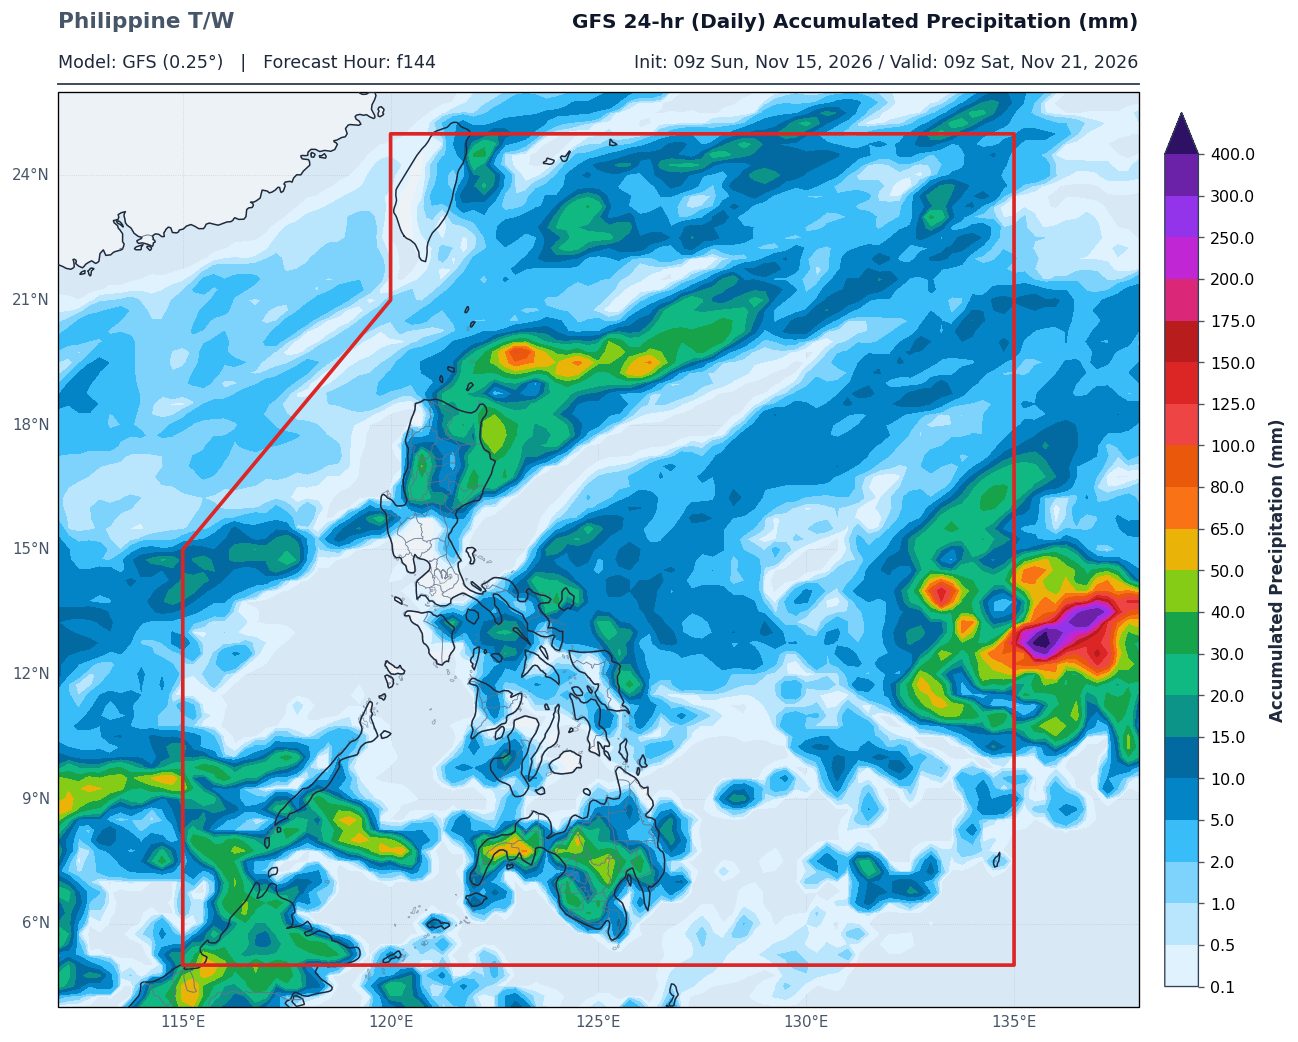 Philippine T/W
GFS 24-hr (Daily) Accumulated Precipitation (mm)
Model: GFS (0.25°)   |   Forecast Hour: f144
Init: 09z Sun, Nov 15, 2026 / Valid: 09z Sat, Nov 21, 2026
24°N
21°N
18°N
15°N
12°N
9°N
6°N
115°E
120°E
125°E
130°E
135°E
400.0
300.0
250.0
200.0
175.0
150.0
125.0
100.0
80.0
65.0
50.0
40.0
30.0
20.0
15.0
10.0
5.0
2.0
1.0
0.5
0.1
Accumulated Precipitation (mm)